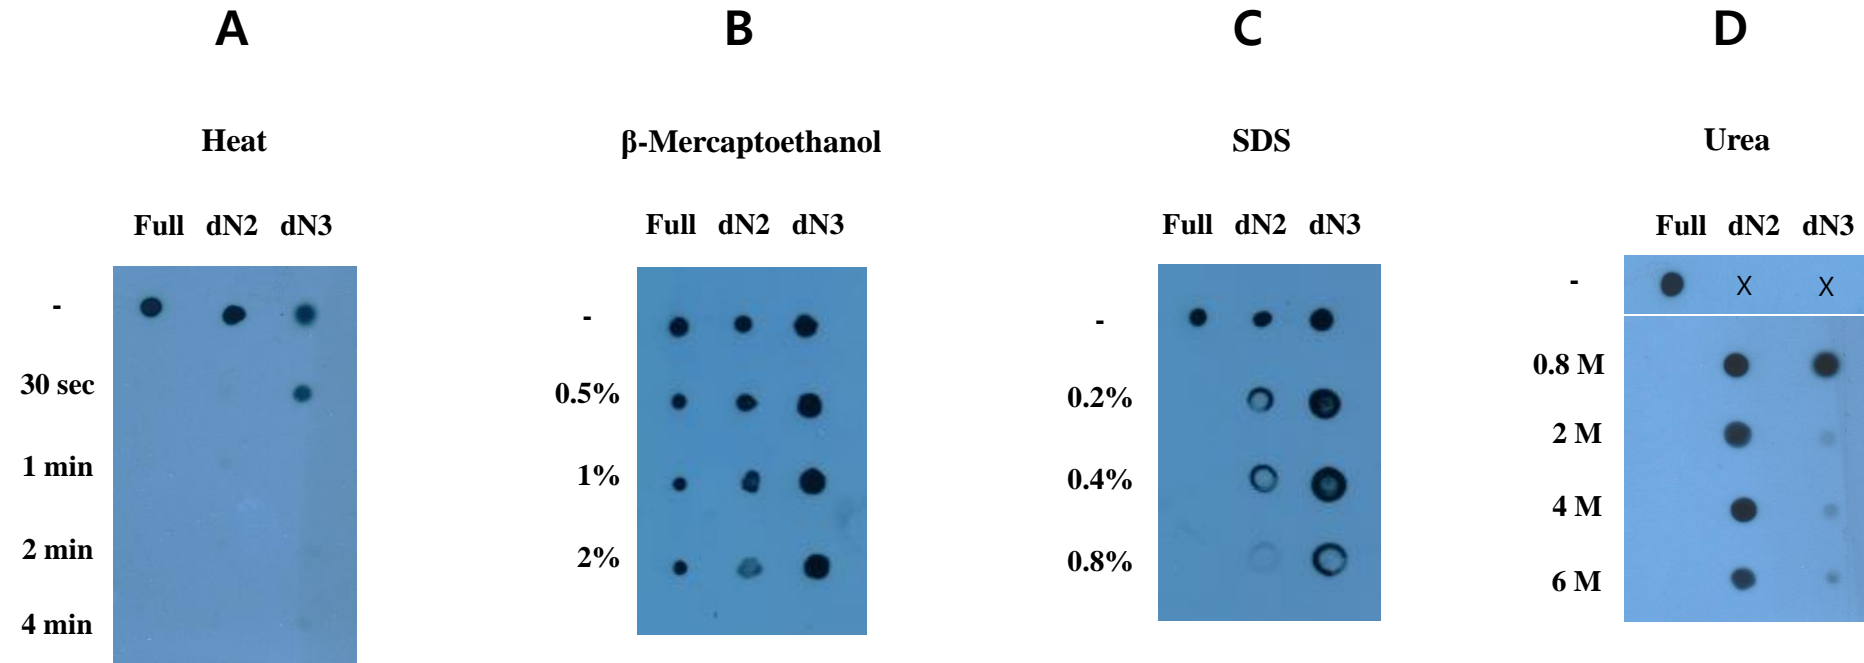 A B C D
Heat β-Mercaptoethanol SDS Urea
Full dN2 dN3 Full dN2 dN3 Full dN2 dN3 Full dN2 dN3
- - - - X X
30 sec 0.5% 0.2% 0.8 M
1 min 1% 0.4% 2 M
2 min 2% 0.8% 4 M
4 min 6 M